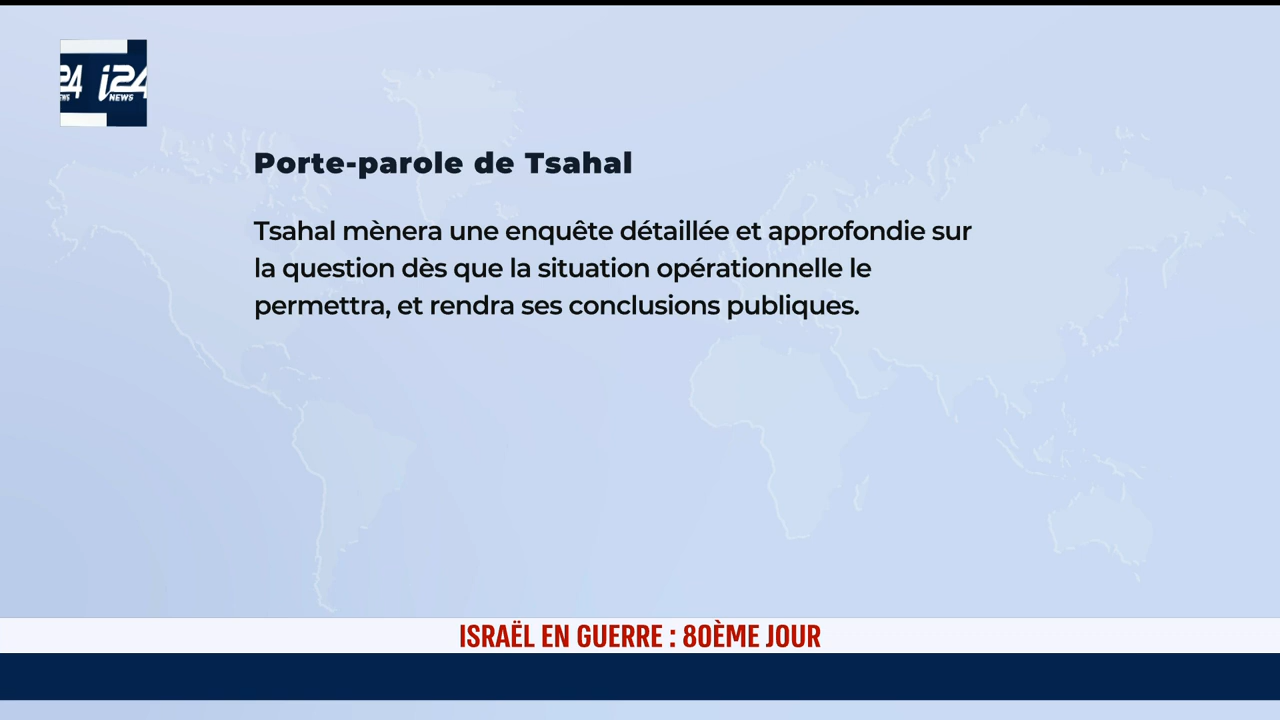 24 i24
NEWS
Porte-parole de Tsahal
Tsahal mènera une enquête détaillée et approfondie sur
la question dès que la situation opérationnelle le
permettra, et rendra ses conclusions publiques.
ISRAËL EN GUERRE : 80ÈME JOUR